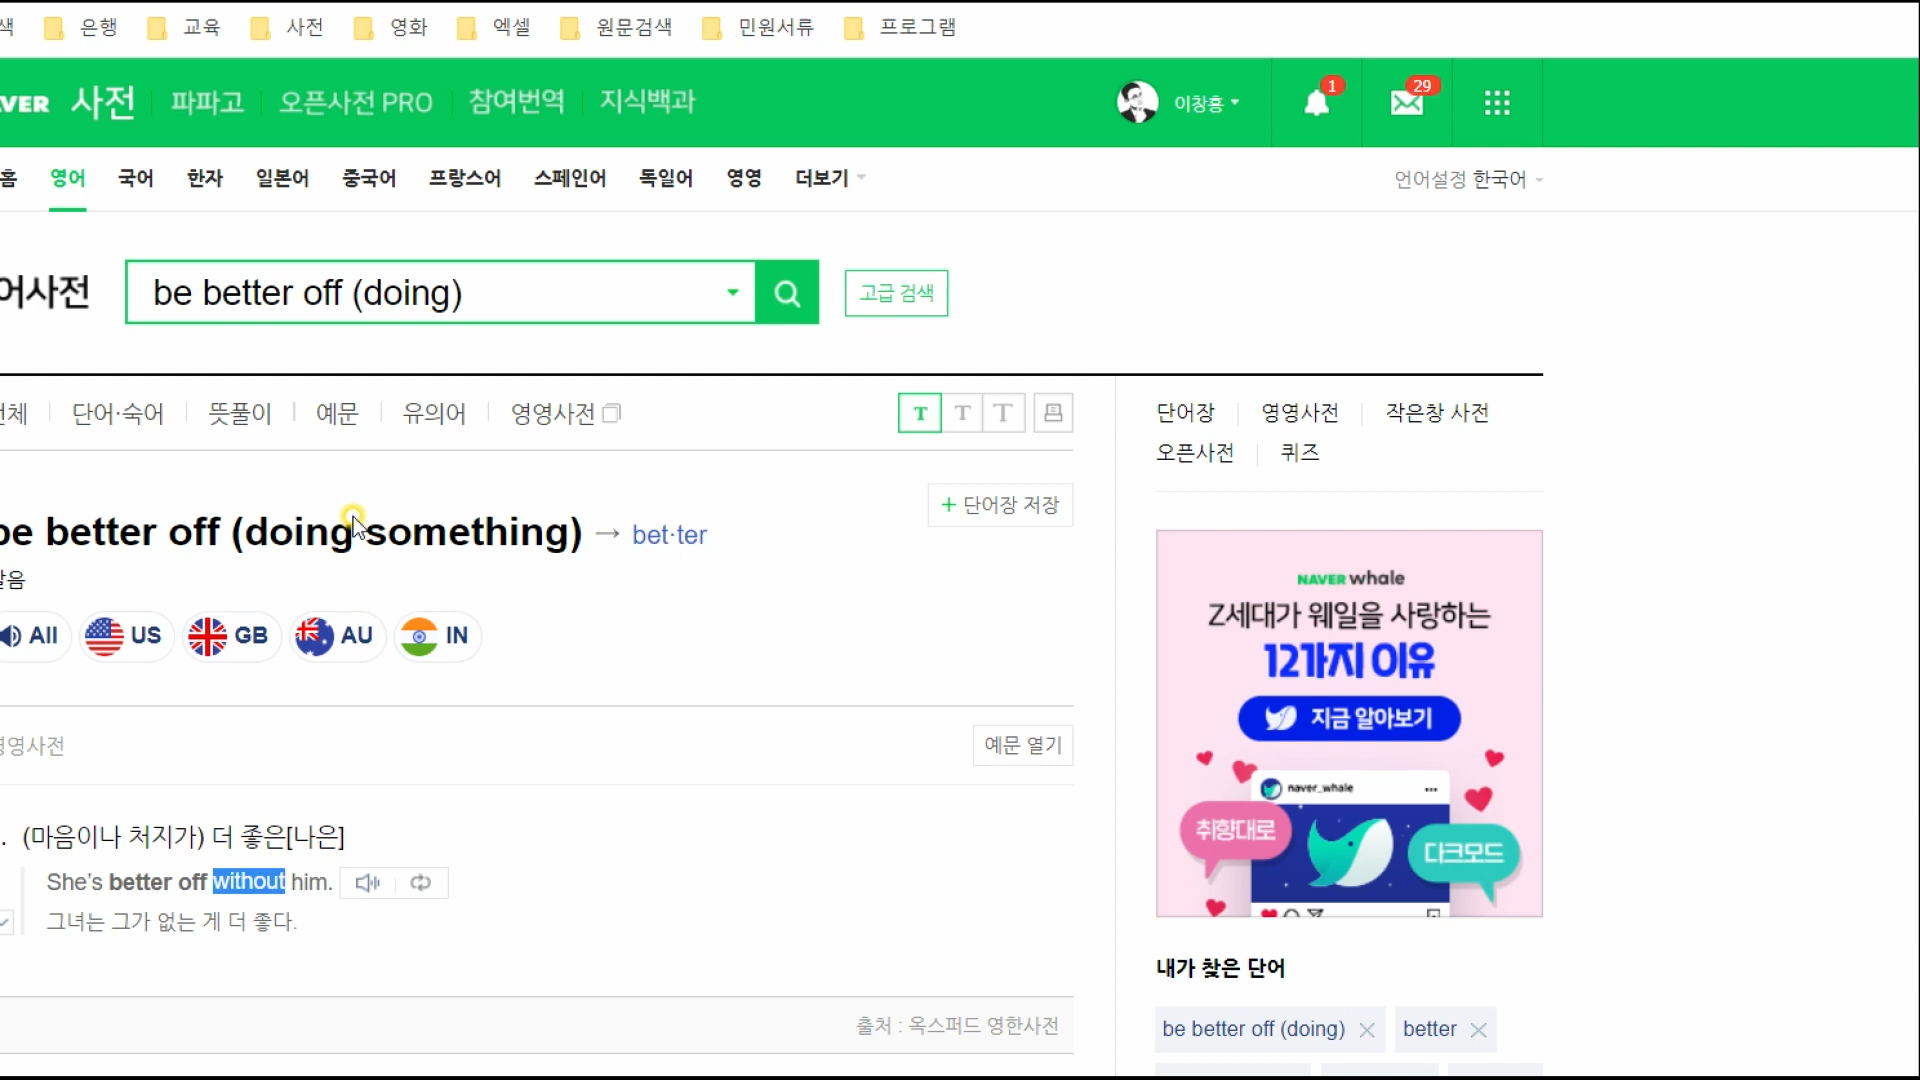 색 은행 교육 사전 영화 엑셀 원문검색 민원서류 프로그램
VER 사전 파파고 오픈사전 PRO 참여번역 지식백과 이창흥 1 29
홈 영어 국어 한자 일본어 중국어 프랑스어 스페인어 독일어 영영 더보기 언어설정 한국어
어사전 be better off (doing) 고급 검색
전체 단어·숙어 뜻풀이 예문 유의어 영영사전 T T T
단어장 영영사전 작은창 사전
오픈사전 퀴즈
+ 단어장 저장
be better off (doing something) → bet·ter
발음
All US GB AU IN
영영사전 예문 열기
. (마음이나 처지가) 더 좋은[나은]
She's better off without him.
그녀는 그가 없는 게 더 좋다.
출처 : 옥스퍼드 영한사전
NAVER whale
Z세대가 웨일을 사랑하는
12가지 이유
지금 알아보기
naver_whale
취향대로
다크모드
내가 찾은 단어
be better off (doing) better